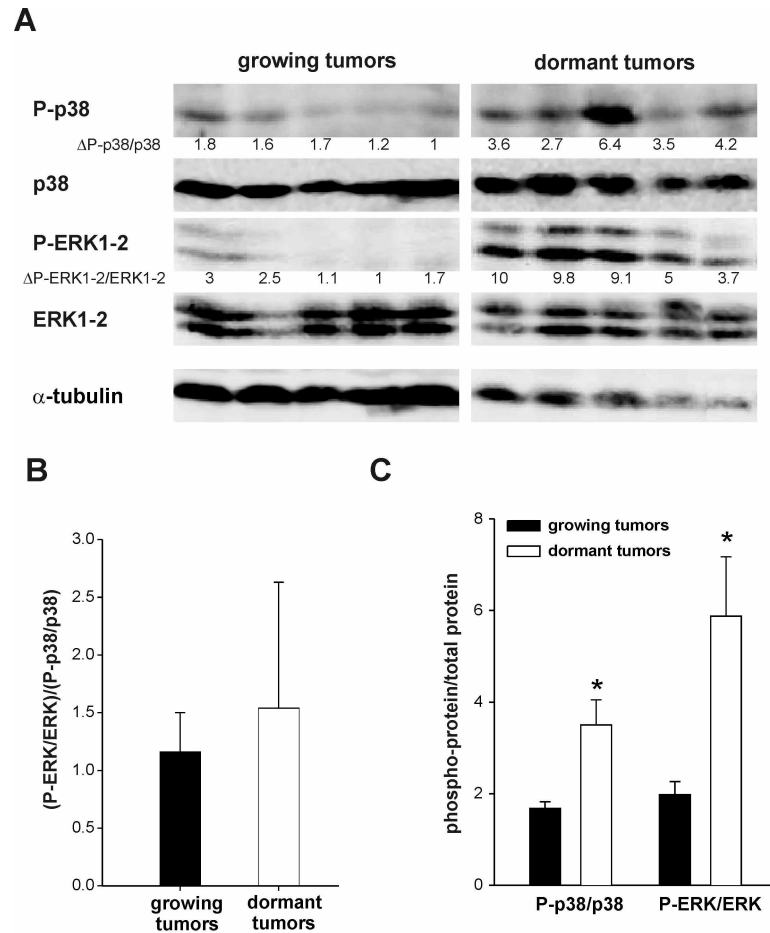 A
growing tumors
dormant tumors
P-p38
ΔP-p38/p38
1.8 1.6 1.7 1.2 1 3.6 2.7 6.4 3.5 4.2
p38
P-ERK1-2
ΔP-ERK1-2/ERK1-2
3 2.5 1.1 1 1.7 10 9.8 9.1 5 3.7
ERK1-2
α-tubulin
B
(P-ERK/ERK)/(P-p38/p38)
3.0
2.5
2.0
1.5
1.0
0.5
0.0
growing
tumors
dormant
tumors
C
phospho-protein/total protein
8
6
4
2
0
growing tumors
dormant tumors
*
*
P-p38/p38
P-ERK/ERK